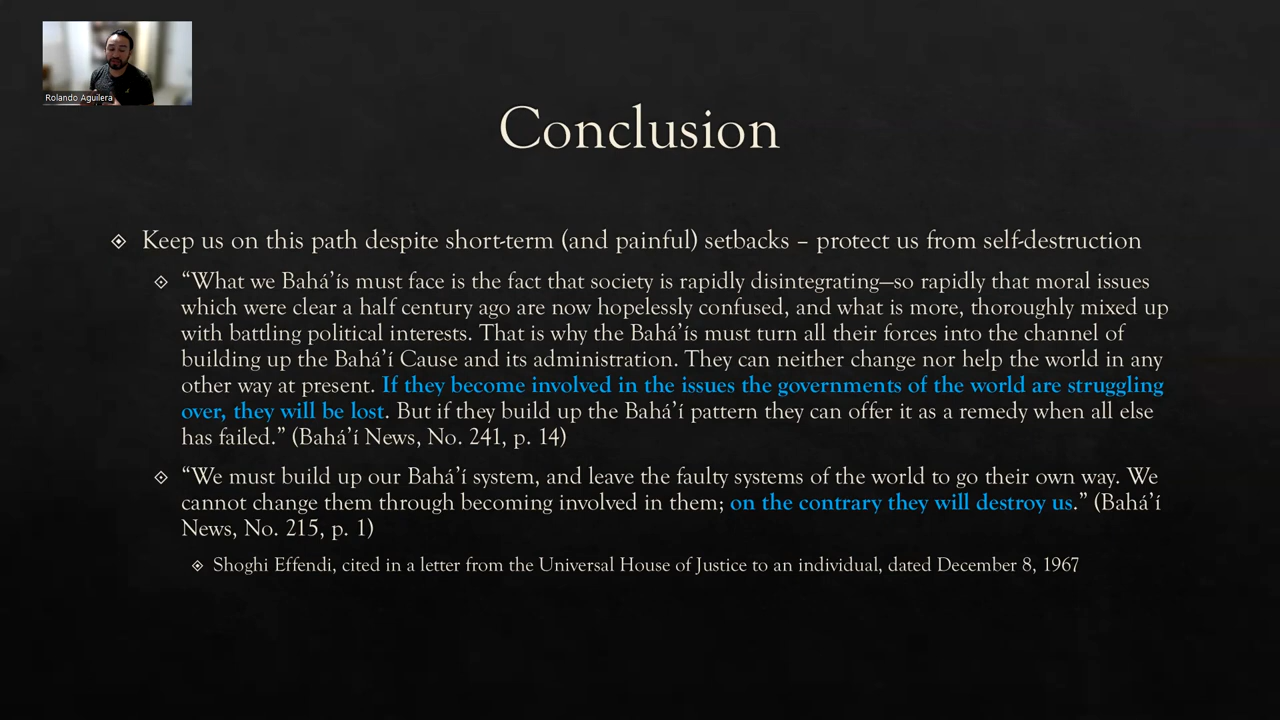 Rolando Aguilera
Conclusion
Keep us on this path despite short-term (and painful) setbacks – protect us from self-destruction
“What we Bahá’ís must face is the fact that society is rapidly disintegrating—so rapidly that moral issues
which were clear a half century ago are now hopelessly confused, and what is more, thoroughly mixed up
with battling political interests. That is why the Bahá’ís must turn all their forces into the channel of
building up the Bahá’í Cause and its administration. They can neither change nor help the world in any
other way at present. If they become involved in the issues the governments of the world are struggling
over, they will be lost. But if they build up the Bahá’í pattern they can offer it as a remedy when all else
has failed.” (Bahá’í News, No. 241, p. 14)
“We must build up our Bahá’í system, and leave the faulty systems of the world to go their own way. We
cannot change them through becoming involved in them; on the contrary they will destroy us.” (Bahá’í
News, No. 215, p. 1)
Shoghi Effendi, cited in a letter from the Universal House of Justice to an individual, dated December 8, 1967